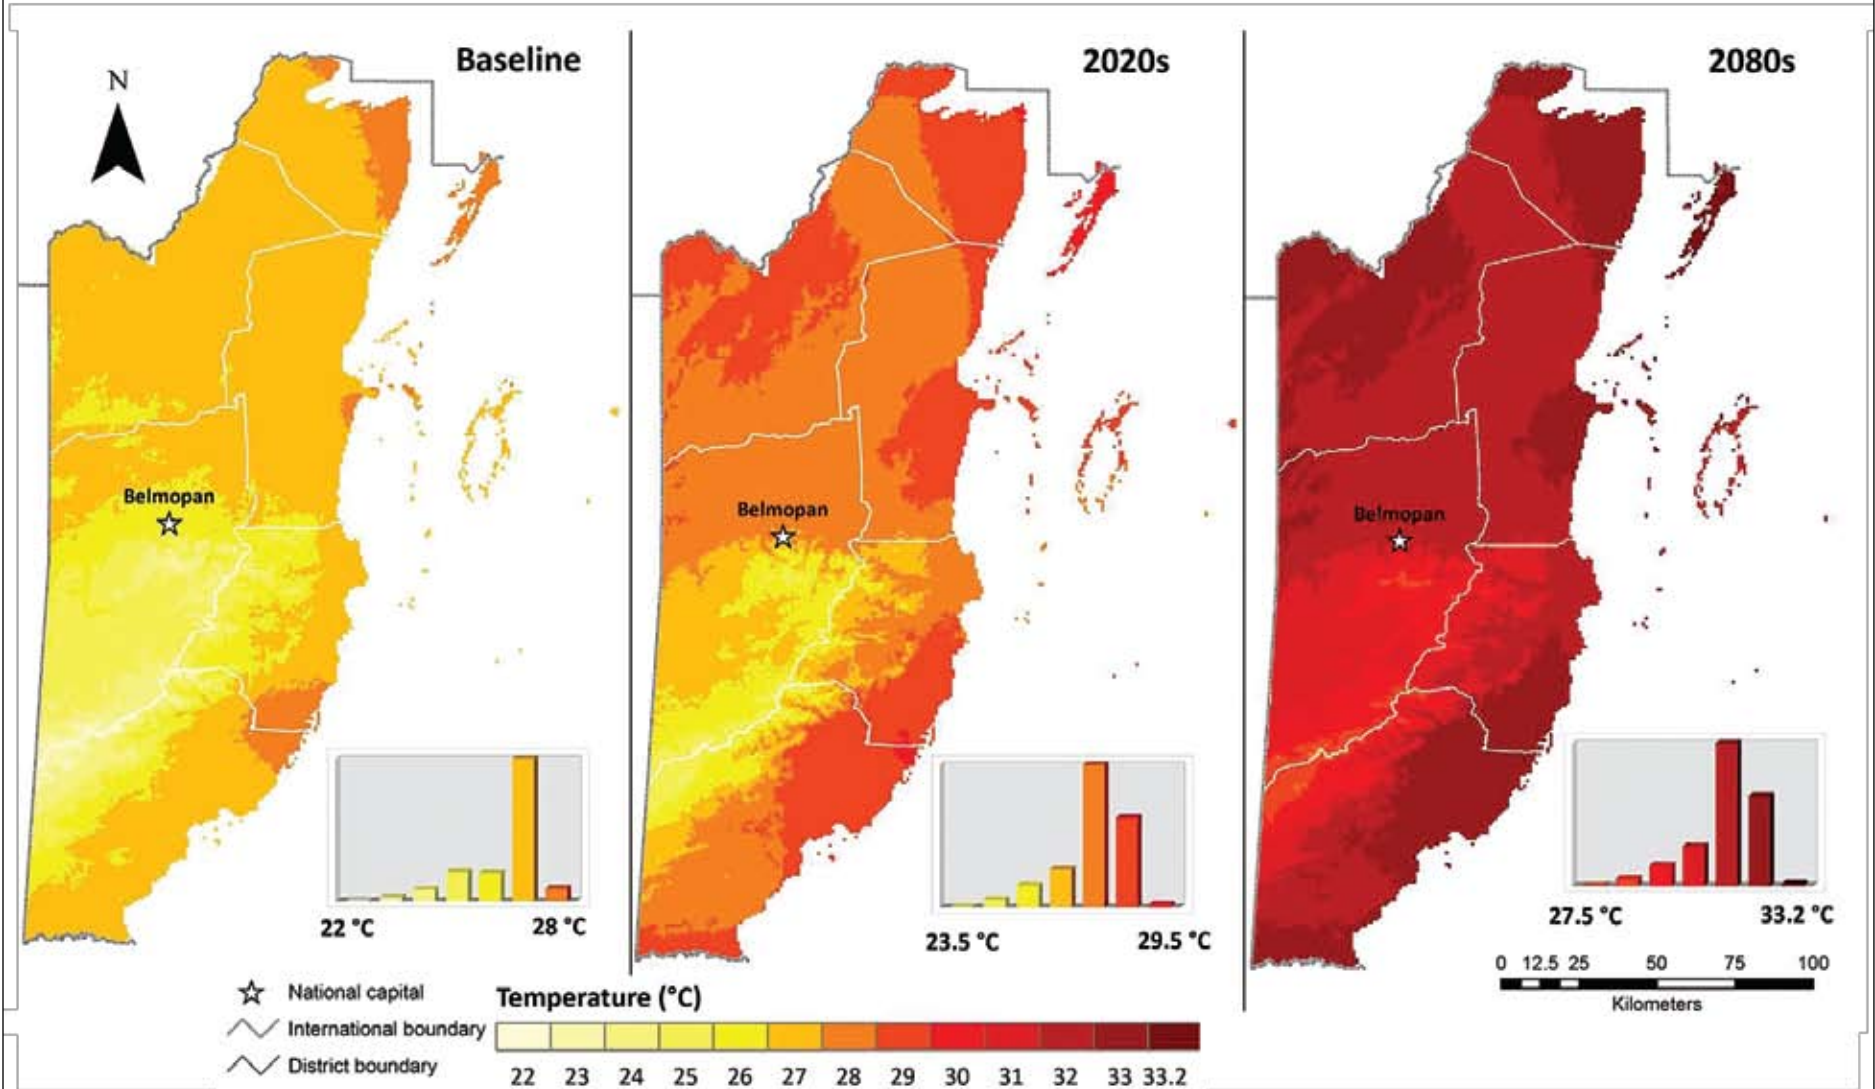 Baseline
2020s
2080s
N
Belmopan
Belmopan
Belmopan
22 °C
28 °C
23.5 °C
29.5 °C
27.5 °C
33.2 °C
0 12.5 25 50 75 100
Kilometers
National capital
International boundary
District boundary
Temperature (°C)
22 23 24 25 26 27 28 29 30 31 32 33 33.2